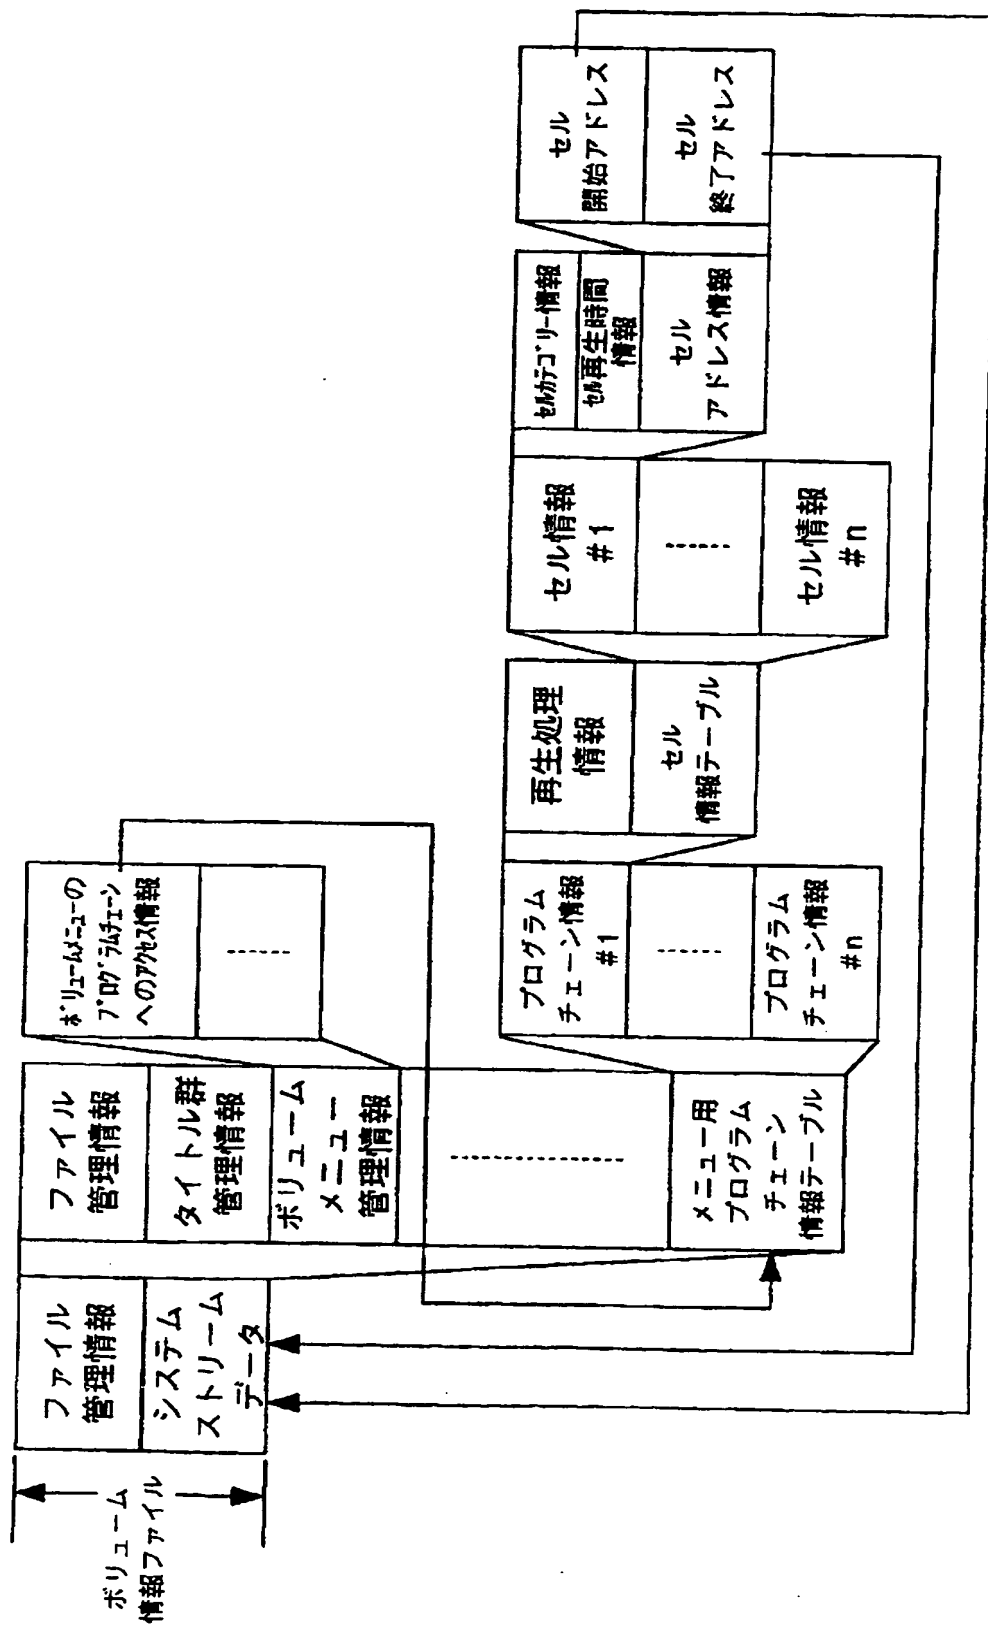 ボリューム
情報ファイル
ファイル
管理情報
システム
ストリーム
データ
ファイル
管理情報
タイトル群
管理情報
ボリューム
メニュー
管理情報
メニュー用
プログラム
チェーン
情報テーブル
ボリュームメニューの
プログラムチェーン
へのアクセス情報
プログラム
チェーン情報
#1
プログラム
チェーン情報
#n
再生処理
情報
セル
情報テーブル
セル情報
#1
セル情報
#n
セルカテゴリー情報
セル再生時間
情報
セル
アドレス情報
セル
開始アドレス
セル
終了アドレス